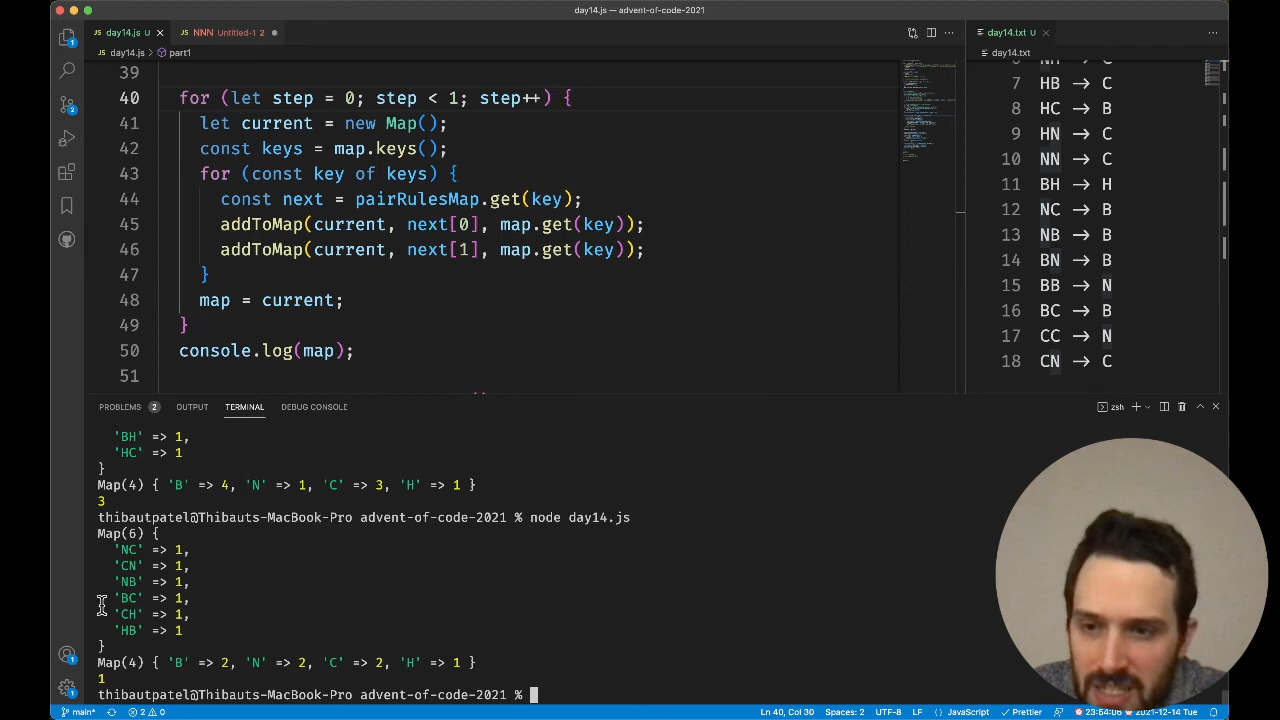 day14.js — advent-of-code-2021
JS day14.js U ×
JS NNN Untitled-1 2 ●
day14.txt U ×
JS day14.js > part1
day14.txt
39
40 for (let step = 0; step < 1; step++) {
41 let current = new Map();
42 const keys = map.keys();
43 for (const key of keys) {
44 const next = pairRulesMap.get(key);
45 addToMap(current, next[0], map.get(key));
46 addToMap(current, next[1], map.get(key));
47 }
48 map = current;
49 }
50 console.log(map);
51
6 NH → C
7 HB → C
8 HC → B
9 HN → C
10 NN → C
11 BH → H
12 NC → B
13 NB → B
14 BN → B
15 BB → N
16 BC → B
17 CC → N
18 CN → C
PROBLEMS 2 OUTPUT TERMINAL DEBUG CONSOLE
zsh
'BH' => 1,
'HC' => 1
}
Map(4) { 'B' => 4, 'N' => 1, 'C' => 3, 'H' => 1 }
3
thibautpatel@Thibauts-MacBook-Pro advent-of-code-2021 % node day14.js
Map(6) {
'NC' => 1,
'CN' => 1,
'NB' => 1,
'BC' => 1,
'CH' => 1,
'HB' => 1
}
Map(4) { 'B' => 2, 'N' => 2, 'C' => 2, 'H' => 1 }
1
thibautpatel@Thibauts-MacBook-Pro advent-of-code-2021 %
main* 2 0 Ln 40, Col 30 Spaces: 2 UTF-8 LF JavaScript Prettier 23:54:06 2021-12-14 Tue